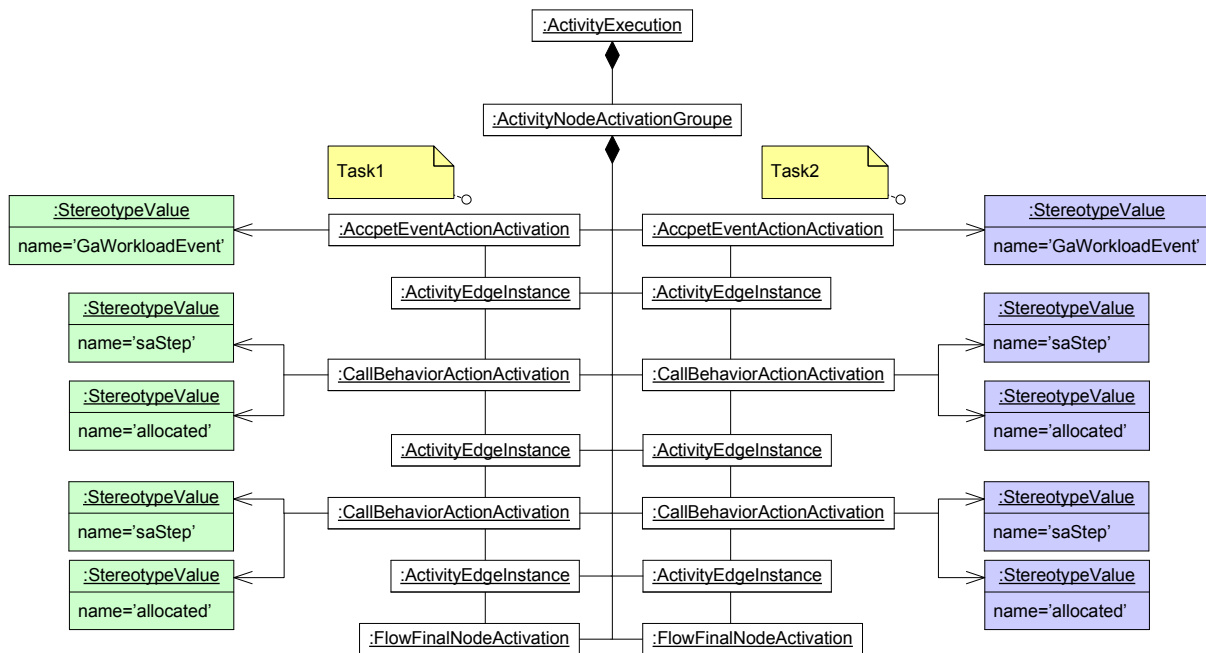 :ActivityExecution
:ActivityNodeActivationGroupe
Task1
Task2
:StereotypeValue
name='GaWorkloadEvent'
:AccpetEventActionActivation
:AccpetEventActionActivation
:StereotypeValue
name='GaWorkloadEvent'
:ActivityEdgeInstance
:ActivityEdgeInstance
:StereotypeValue
name='saStep'
:StereotypeValue
name='saStep'
:CallBehaviorActionActivation
:CallBehaviorActionActivation
:StereotypeValue
name='allocated'
:StereotypeValue
name='allocated'
:ActivityEdgeInstance
:ActivityEdgeInstance
:StereotypeValue
name='saStep'
:CallBehaviorActionActivation
:CallBehaviorActionActivation
:StereotypeValue
name='saStep'
:StereotypeValue
name='allocated'
:ActivityEdgeInstance
:ActivityEdgeInstance
:StereotypeValue
name='allocated'
:FlowFinalNodeActivation
:FlowFinalNodeActivation